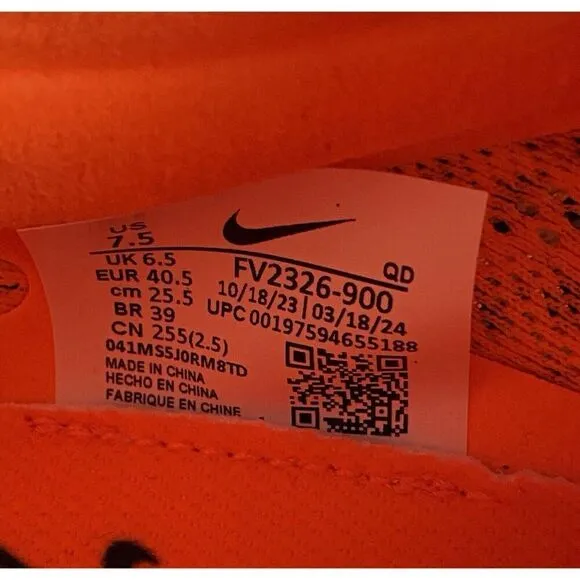 US
7.5
UK 6.5
EUR 40.5
cm 25.5
BR 39
CN 255(2.5)
041MS5J0RM8TD
MADE IN CHINA
HECHO EN CHINA
FABRIQUE EN CHINE
QD
FV2326-900
10/18/23 | 03/18/24
UPC 00197594655188